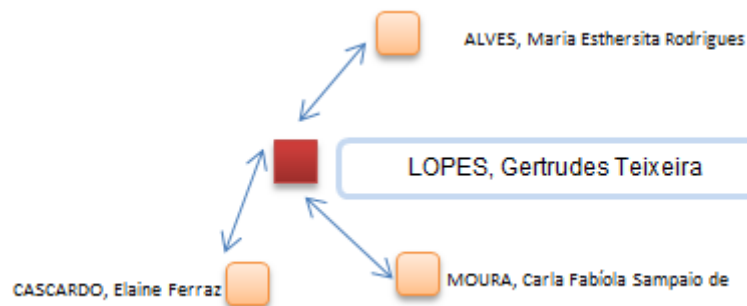 ALVES, Maria Esthersita Rodrigues
LOPES, Gertrudes Teixeira
CASCARDO, Elaine Ferraz
MOURA, Carla Fabíola Sampaio de